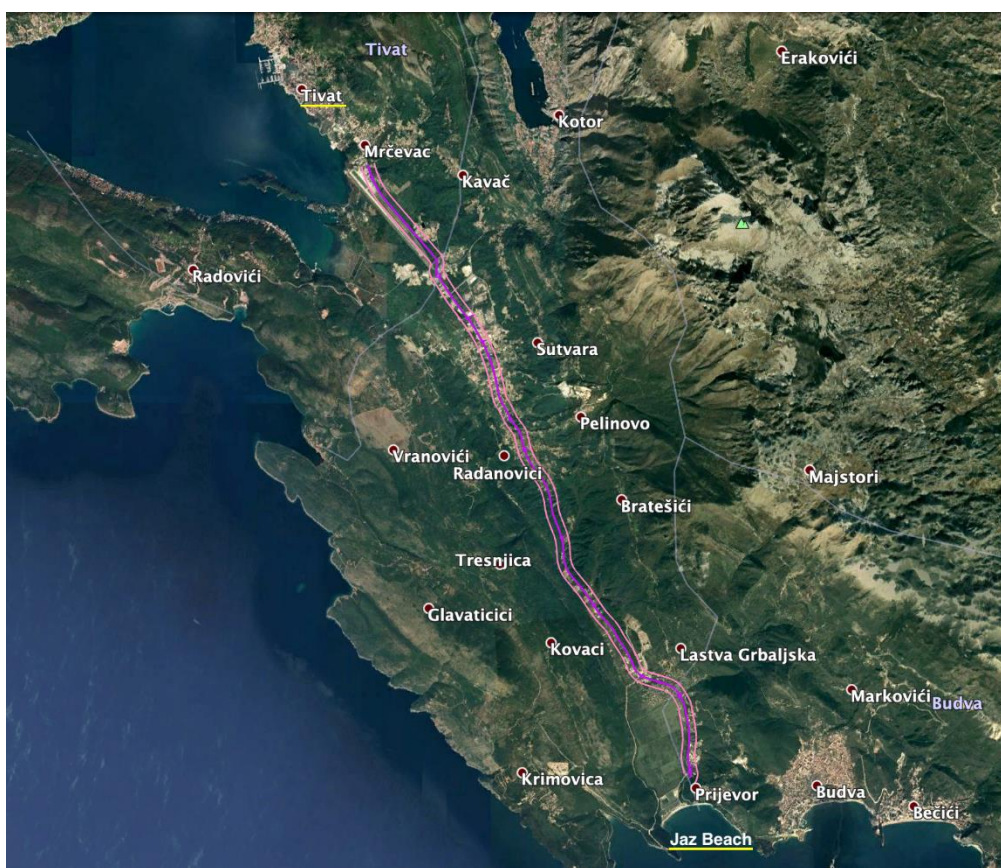 Tivat
Erakovići
Tivat
Kotor
Mrčevac
Kavač
Radovići
Sutvara
Pelinovo
Vranovići
Radanovici
Majstori
Bratešići
Tresnjica
Glavaticici
Kovaci
Lastva Grbaljska
Markovići
Budva
Krimovica
Prijevor
Budva
Bečići
Jaz Beach